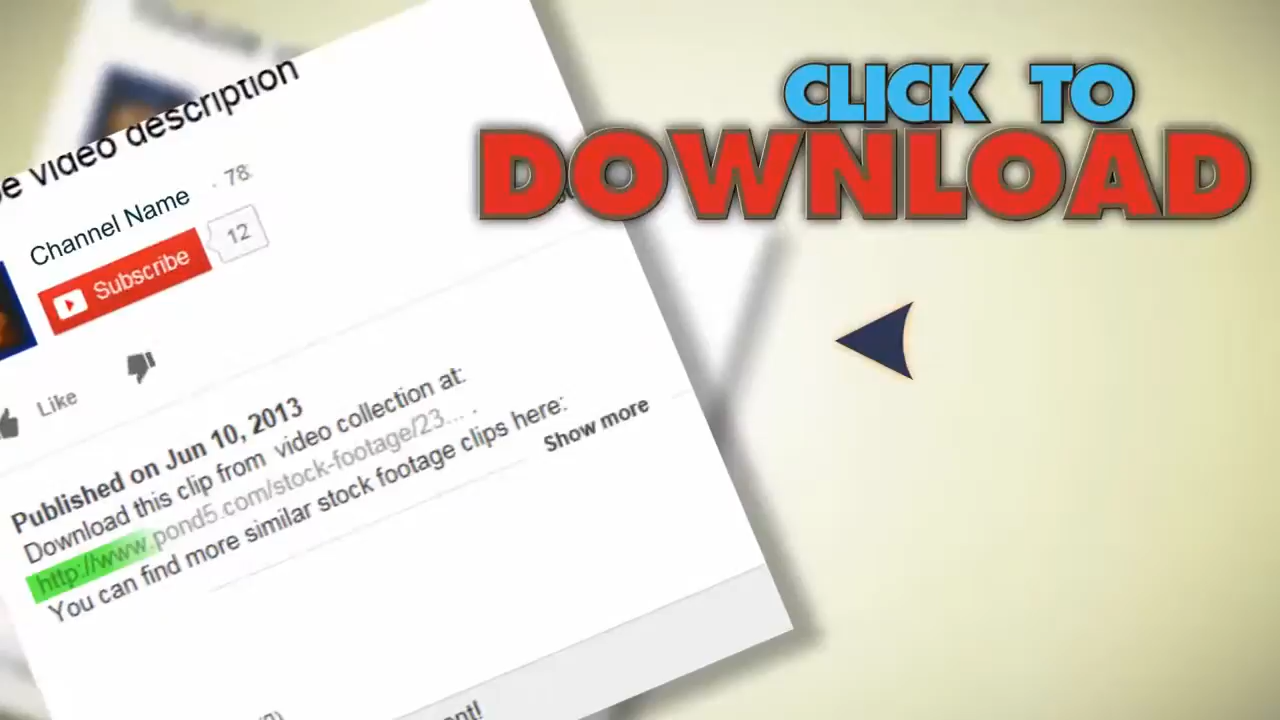 CLICK TO
DOWNLOAD
video description
Channel Name
78
Subscribe
12
Like
Published on Jun 10, 2013
Download this clip from video collection at:
http://www.pond5.com/stock-footage/23...
You can find more similar stock footage clips here:
Show more